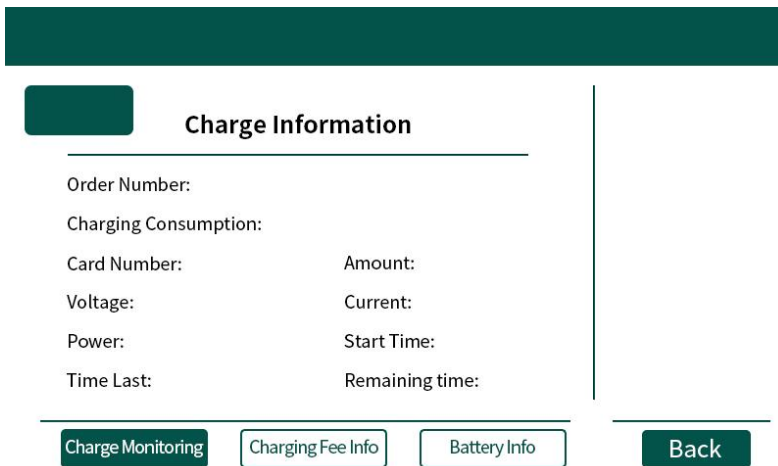 Charge Information
Order Number:
Charging Consumption:
Card Number: Amount:
Voltage: Current:
Power: Start Time:
Time Last: Remaining time:
Charge Monitoring Charging Fee Info Battery Info Back